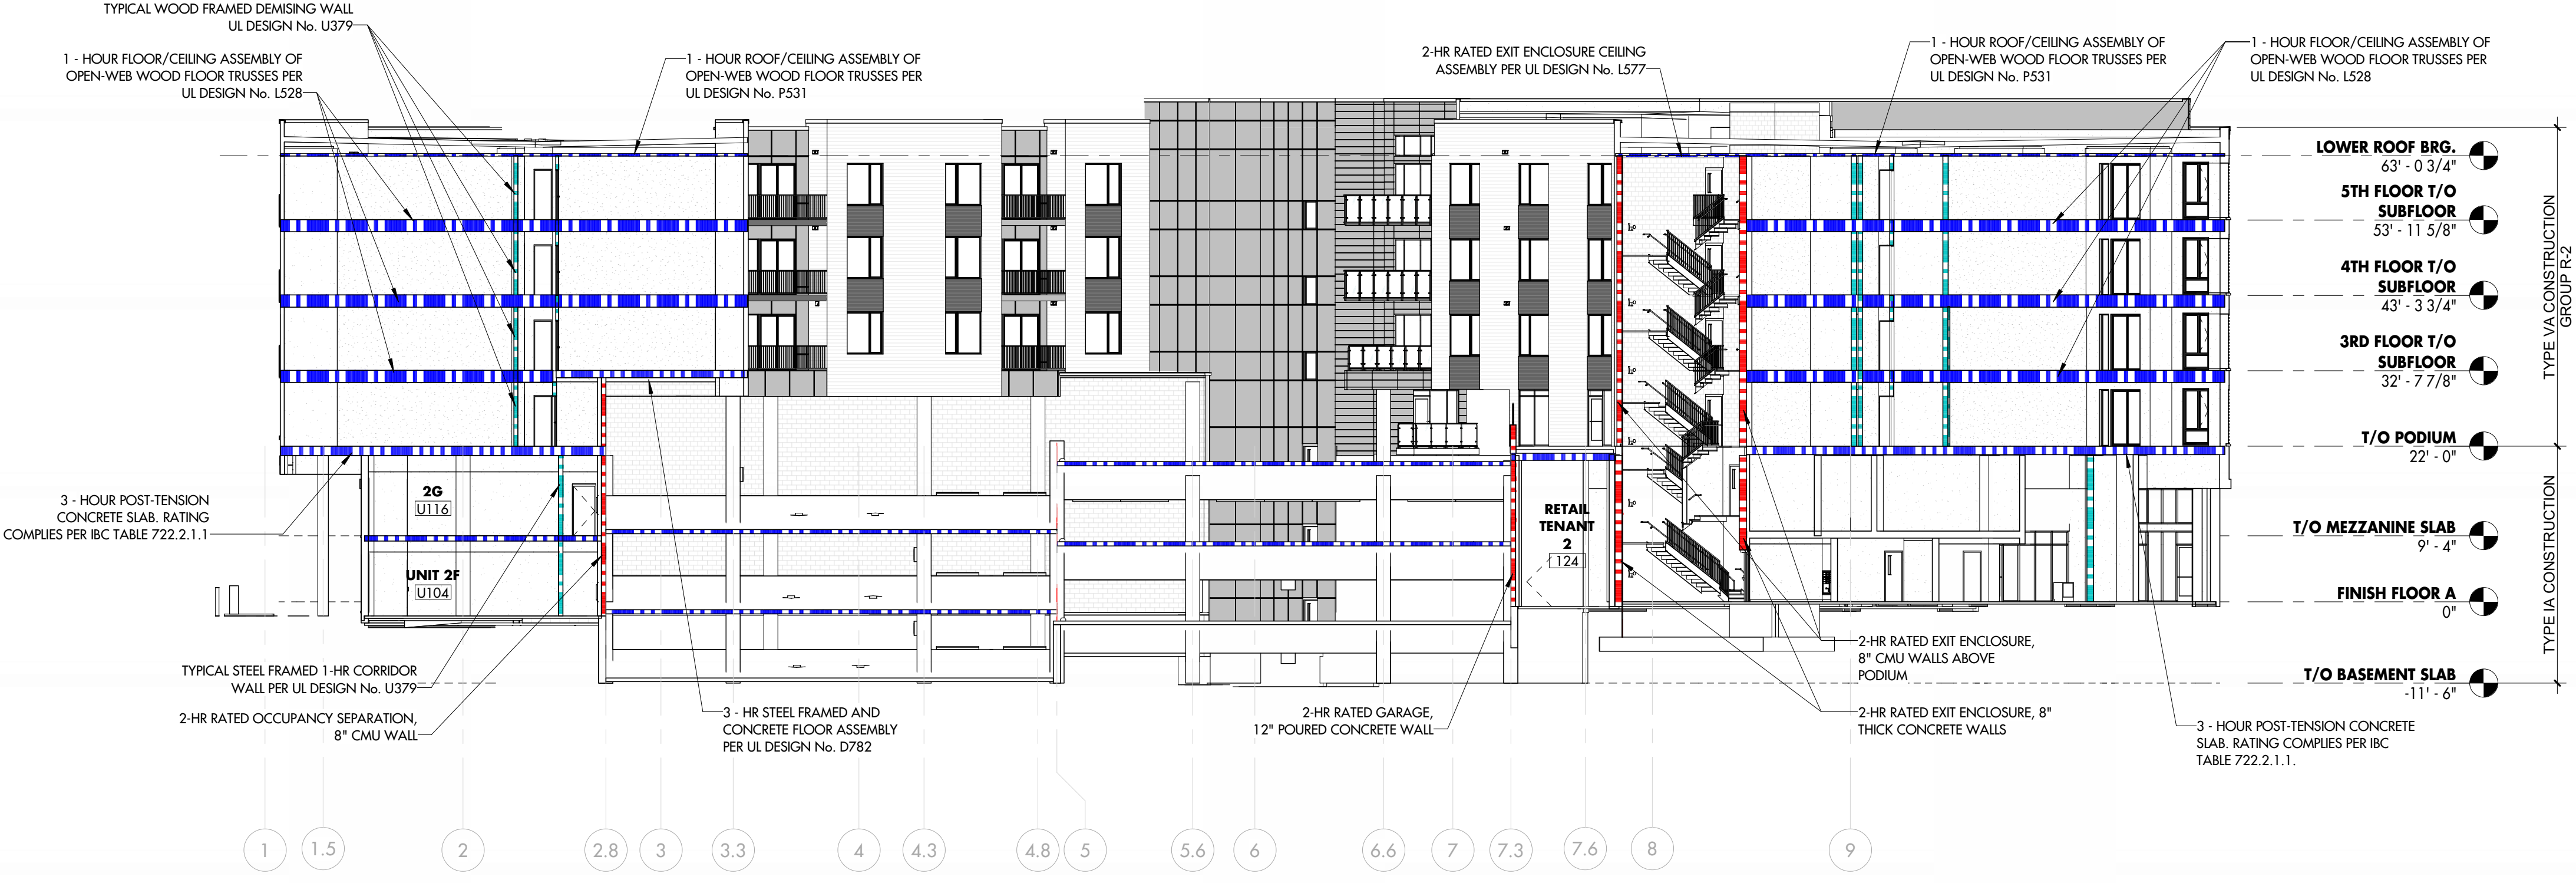 TYPICAL WOOD FRAMED DEMISING WALL
UL DESIGN No. U379
1 - HOUR FLOOR/CEILING ASSEMBLY OF
OPEN-WEB WOOD FLOOR TRUSSES PER
UL DESIGN No. L528
1 - HOUR ROOF/CEILING ASSEMBLY OF
OPEN-WEB WOOD FLOOR TRUSSES PER
UL DESIGN No. P531
2-HR RATED EXIT ENCLOSURE CEILING
ASSEMBLY PER UL DESIGN No. L577
1 - HOUR ROOF/CEILING ASSEMBLY OF
OPEN-WEB WOOD FLOOR TRUSSES PER
UL DESIGN No. P531
1 - HOUR FLOOR/CEILING ASSEMBLY OF
OPEN-WEB WOOD FLOOR TRUSSES PER
UL DESIGN No. L528
LOWER ROOF BRG.
63' - 0 3/4"
5TH FLOOR T/O
SUBFLOOR
53' - 11 5/8"
4TH FLOOR T/O
SUBFLOOR
43' - 3 3/4"
3RD FLOOR T/O
SUBFLOOR
32' - 7 7/8"
T/O PODIUM
22' - 0"
T/O MEZZANINE SLAB
9' - 4"
FINISH FLOOR A
0"
T/O BASEMENT SLAB
-11' - 6"
TYPE VA CONSTRUCTION
GROUP R-2
TYPE IA CONSTRUCTION
3 - HOUR POST-TENSION
CONCRETE SLAB. RATING
COMPLIES PER IBC TABLE 722.2.1.1
2G
U116
UNIT 2F
U104
RETAIL
TENANT
2
124
TYPICAL STEEL FRAMED 1-HR CORRIDOR
WALL PER UL DESIGN No. U379
2-HR RATED OCCUPANCY SEPARATION,
8" CMU WALL
3 - HR STEEL FRAMED AND
CONCRETE FLOOR ASSEMBLY
PER UL DESIGN No. D782
2-HR RATED GARAGE,
12" POURED CONCRETE WALL
2-HR RATED EXIT ENCLOSURE,
8" CMU WALLS ABOVE
PODIUM
2-HR RATED EXIT ENCLOSURE, 8"
THICK CONCRETE WALLS
3 - HOUR POST-TENSION CONCRETE
SLAB. RATING COMPLIES PER IBC
TABLE 722.2.1.1.
1 1.5 2 2.8 3 3.3 4 4.3 4.8 5 5.6 6 6.6 7 7.3 7.6 8 9